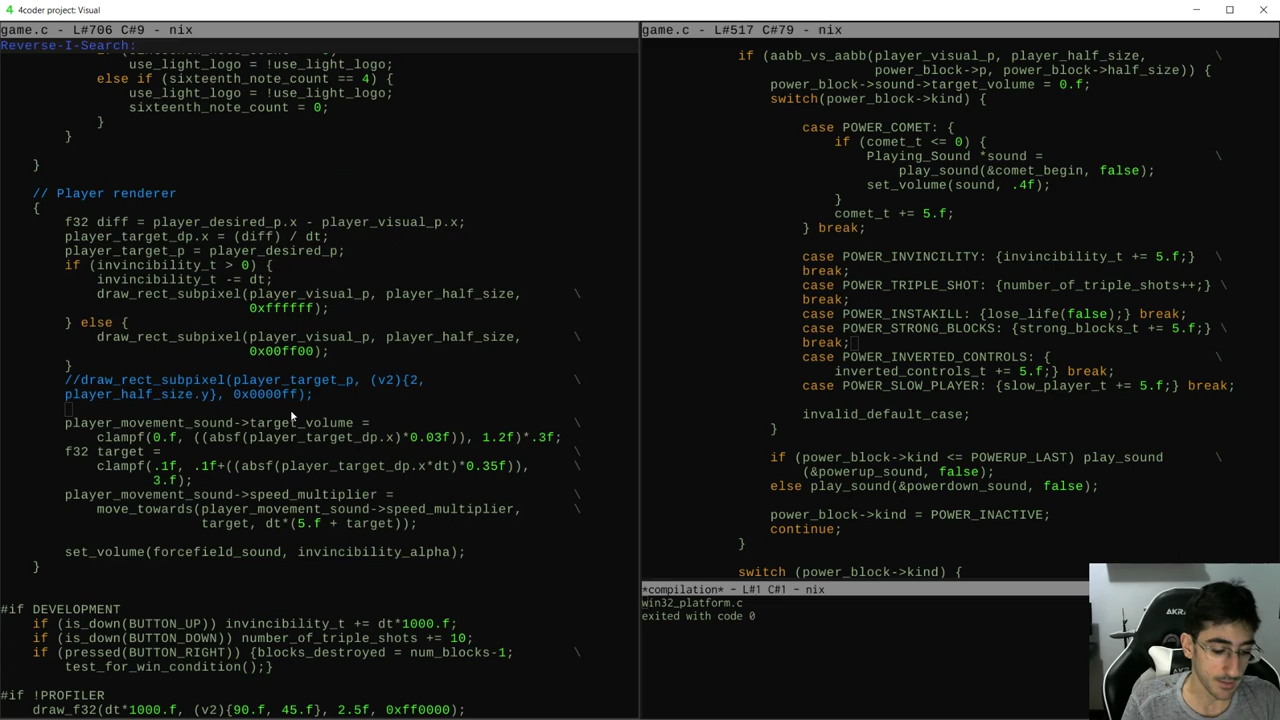 4coder project: Visual
game.c - L#706 C#9 - nix
Reverse-I-Search:
use_light_logo = !use_light_logo;
else if (sixteenth_note_count == 4) {
use_light_logo = !use_light_logo;
sixteenth_note_count = 0;
}
}
}
// Player renderer
{
f32 diff = player_desired_p.x - player_visual_p.x;
player_target_dp.x = (diff) / dt;
player_target_p = player_desired_p;
if (invincibility_t > 0) {
invincibility_t -= dt;
draw_rect_subpixel(player_visual_p, player_half_size, \
0xffffff);
} else {
draw_rect_subpixel(player_visual_p, player_half_size, \
0x00ff00);
}
//draw_rect_subpixel(player_target_p, (v2){2, \
player_half_size.y}, 0x0000ff);
player_movement_sound->target_volume = \
clampf(0.f, ((absf(player_target_dp.x)*0.03f)), 1.2f)*.3f;
f32 target = \
clampf(.1f, .1f+((absf(player_target_dp.x*dt)*0.35f)), \
3.f);
player_movement_sound->speed_multiplier = \
move_towards(player_movement_sound->speed_multiplier, \
target, dt*(5.f + target));
set_volume(forcefield_sound, invincibility_alpha);
}
#if DEVELOPMENT
if (is_down(BUTTON_UP)) invincibility_t += dt*1000.f;
if (is_down(BUTTON_DOWN)) number_of_triple_shots += 10;
if (pressed(BUTTON_RIGHT)) {blocks_destroyed = num_blocks-1; \
test_for_win_condition();}
#if !PROFILER
draw_f32(dt*1000.f, (v2){90.f, 45.f}, 2.5f, 0xff0000);
game.c - L#517 C#79 - nix
if (aabb_vs_aabb(player_visual_p, player_half_size, \
power_block->p, power_block->half_size)) {
power_block->sound->target_volume = 0.f;
switch(power_block->kind) {
case POWER_COMET: {
if (comet_t <= 0) {
Playing_Sound *sound = \
play_sound(&comet_begin, false);
set_volume(sound, .4f);
}
comet_t += 5.f;
} break;
case POWER_INVINCILITY: {invincibility_t += 5.f;} \
break;
case POWER_TRIPLE_SHOT: {number_of_triple_shots++;} \
break;
case POWER_INSTAKILL: {lose_life(false);} break;
case POWER_STRONG_BLOCKS: {strong_blocks_t += 5.f;} \
break;
case POWER_INVERTED_CONTROLS: { \
inverted_controls_t += 5.f;} break;
case POWER_SLOW_PLAYER: {slow_player_t += 5.f;} break;
invalid_default_case;
}
if (power_block->kind <= POWERUP_LAST) play_sound \
(&powerup_sound, false);
else play_sound(&powerdown_sound, false);
power_block->kind = POWER_INACTIVE;
continue;
}
switch (power_block->kind) {
*compilation* - L#1 C#1 - nix
win32_platform.c
exited with code 0